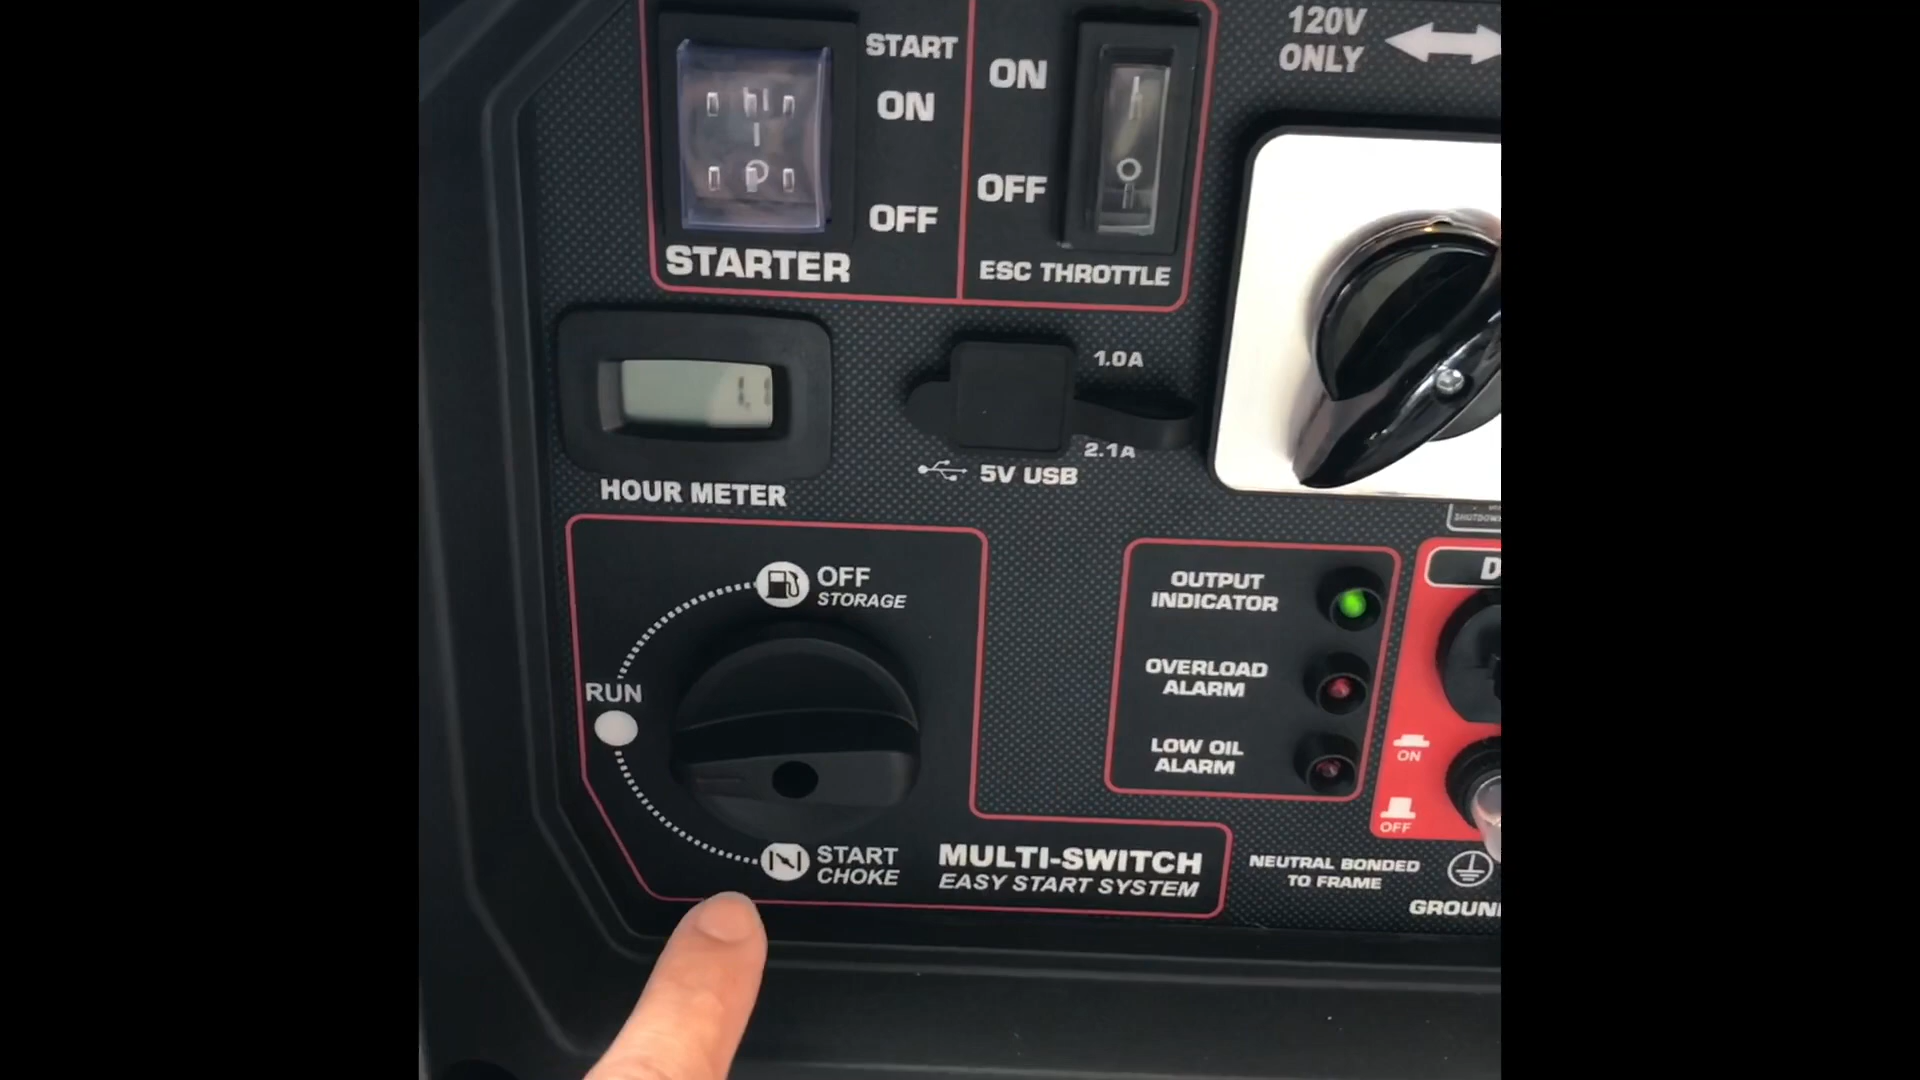 START
ON
OFF
STARTER
ON
OFF
ESC THROTTLE
120V
ONLY
HOUR METER
1.0A
2.1A
5V USB
OFF
STORAGE
RUN
START
CHOKE
MULTI-SWITCH
EASY START SYSTEM
OUTPUT
INDICATOR
OVERLOAD
ALARM
LOW OIL
ALARM
SHUTDOWN
D
ON
OFF
NEUTRAL BONDED
TO FRAME
GROUN